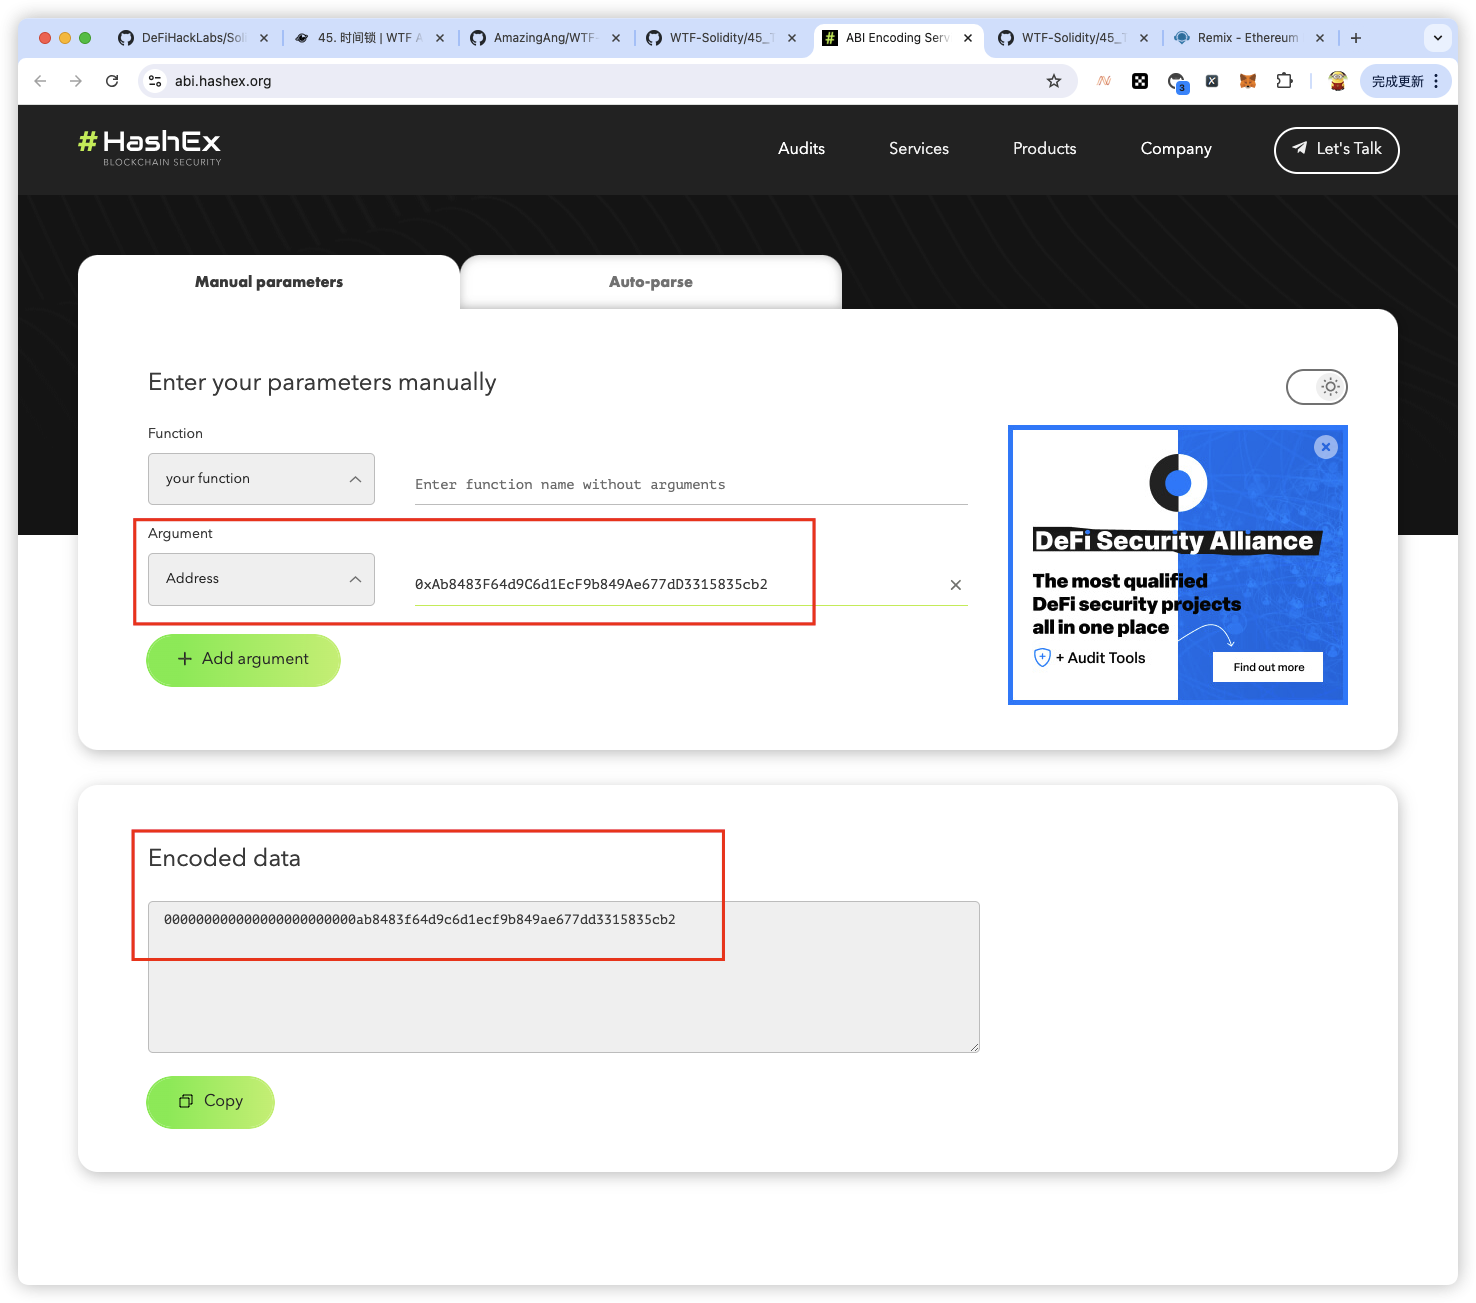 DeFiHackLabs/Soli
45. 时间锁 | WTF A
AmazingAng/WTF-
WTF-Solidity/45_T
ABI Encoding Serv
WTF-Solidity/45_T
Remix - Ethereum
abi.hashex.org
3
完成更新
#HashEx
BLOCKCHAIN SECURITY
Audits
Services
Products
Company
Let's Talk
Manual parameters
Auto-parse
Enter your parameters manually
Function
your function
Enter function name without arguments
Argument
Address
0xAb8483F64d9C6d1EcF9b849Ae677dD3315835cb2
+ Add argument
DeFi Security Alliance
The most qualified
DeFi security projects
all in one place
+ Audit Tools
Find out more
Encoded data
000000000000000000000000ab8483f64d9c6d1ecf9b849ae677dd3315835cb2
Copy